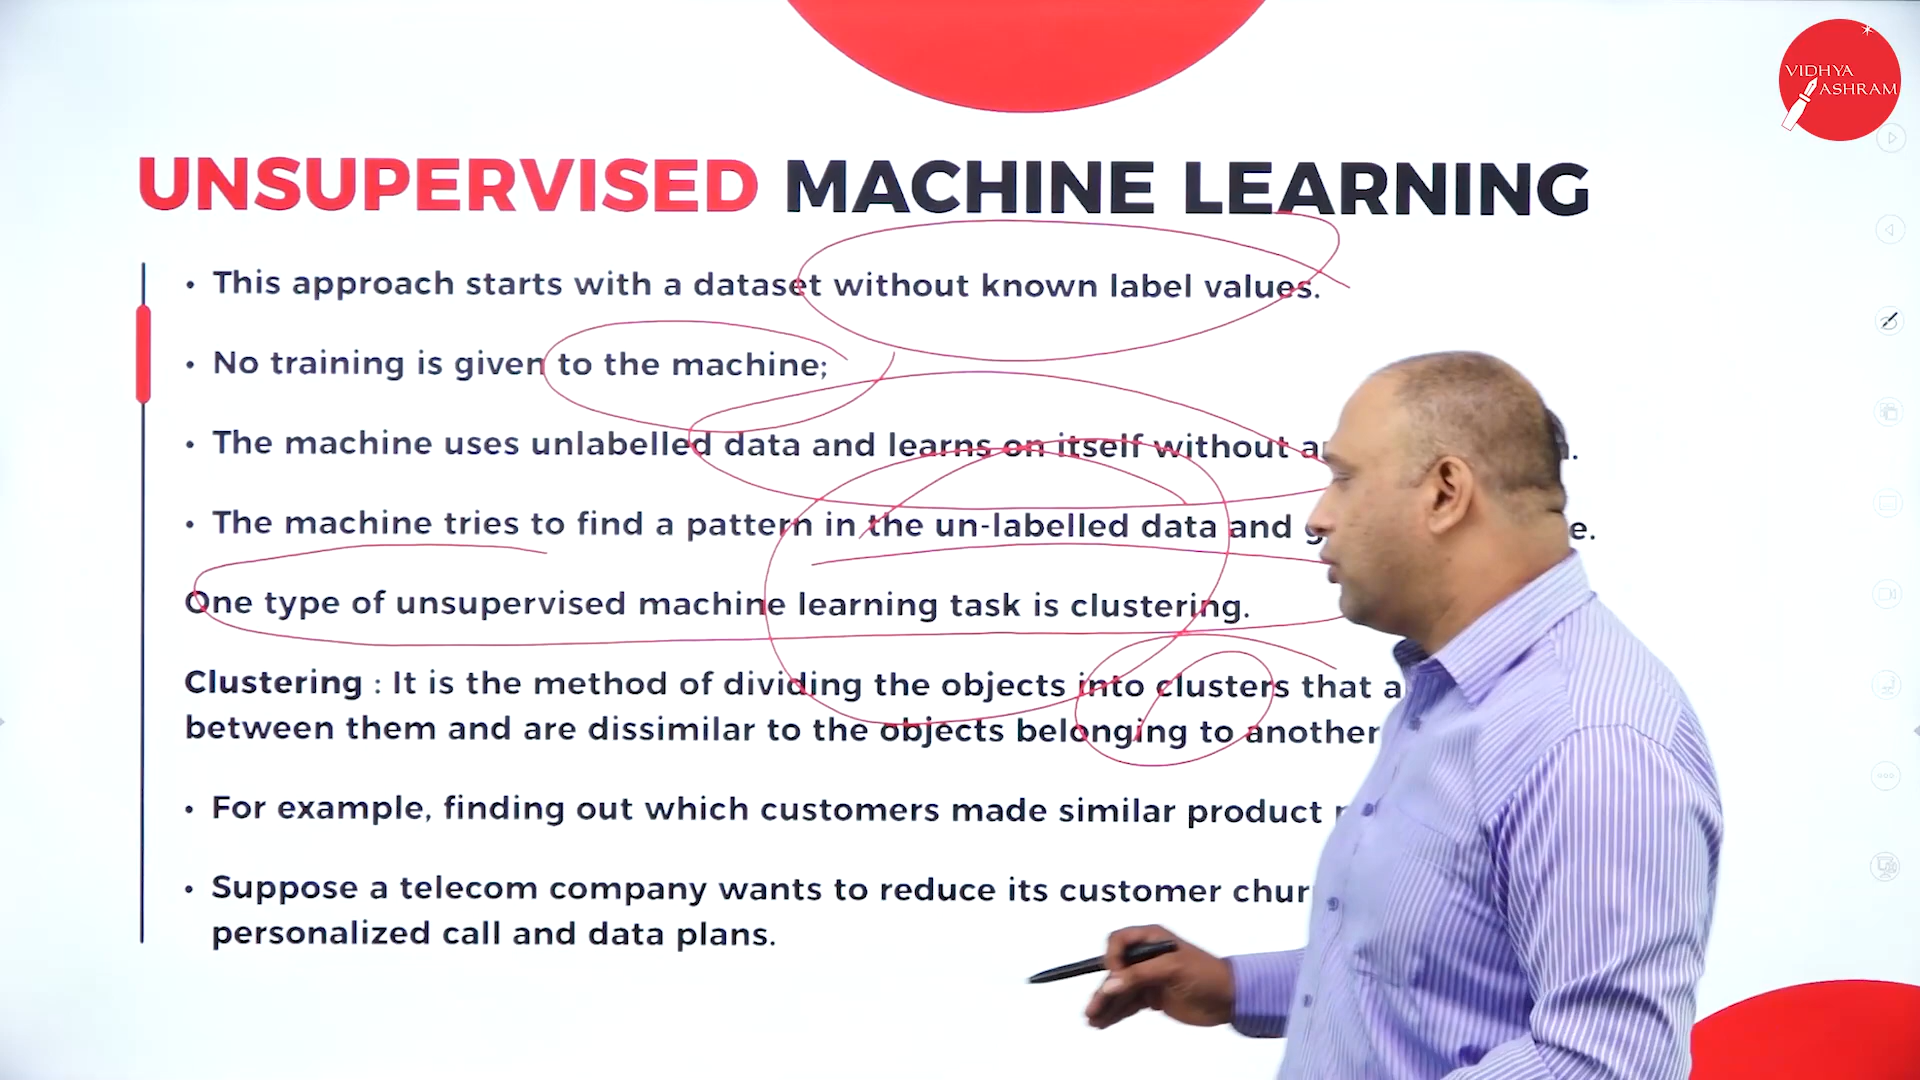 VIDHYA
ASHRAM
UNSUPERVISED MACHINE LEARNING
• This approach starts with a dataset without known label values.
• No training is given to the machine;
• The machine uses unlabelled data and learns on itself without
• The machine tries to find a pattern in the un-labelled data and
One type of unsupervised machine learning task is clustering.
Clustering : It is the method of dividing the objects into clusters that
between them and are dissimilar to the objects belonging to another
• For example, finding out which customers made similar product
• Suppose a telecom company wants to reduce its customer
personalized call and data plans.